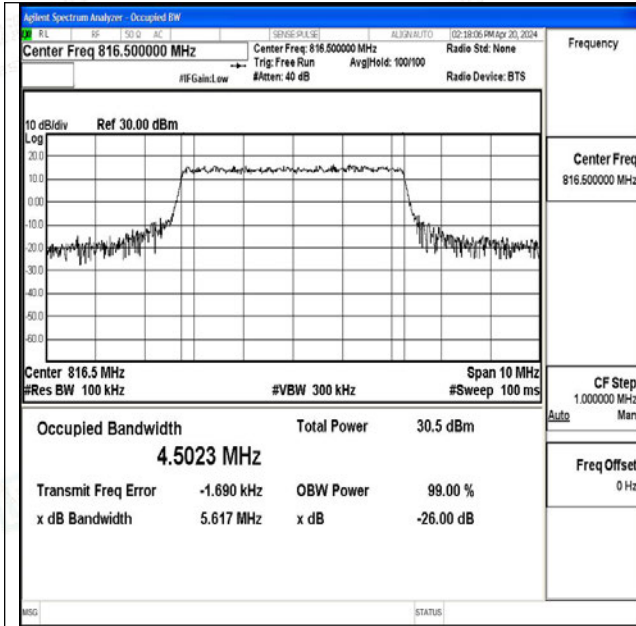 Agilent Spectrum Analyzer - Occupied BW
RL RF 50 Ω AC SENSE:PULSE ALIGNAUTO 02:18:06 PM Apr 20, 2024
Center Freq 816.500000 MHz
Center Freq: 816.500000 MHz Radio Std: None
Trig: Free Run Avg|Hold: 100/100
#IFGain:Low #Atten: 40 dB Radio Device: BTS
Frequency
10 dB/div Ref 30.00 dBm
Log
20.0
10.0
0.00
-10.0
-20.0
-30.0
-40.0
-50.0
-60.0
Center 816.5 MHz Span 10 MHz
#Res BW 100 kHz #VBW 300 kHz #Sweep 100 ms
Center Freq
816.500000 MHz
CF Step
1.000000 MHz
Auto Man
Freq Offset
0 Hz
Occupied Bandwidth Total Power 30.5 dBm
4.5023 MHz
Transmit Freq Error -1.690 kHz OBW Power 99.00 %
x dB Bandwidth 5.617 MHz x dB -26.00 dB
MSG STATUS